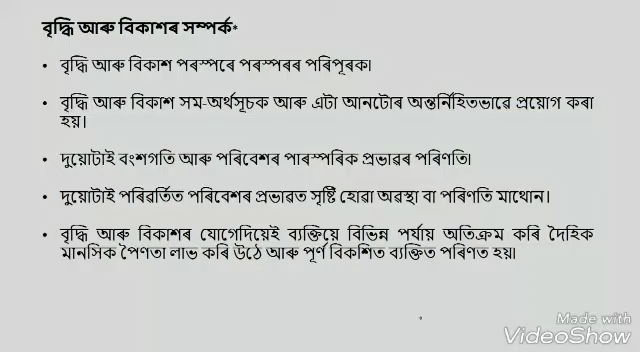 বৃদ্ধি আৰু বিকাশৰ সম্পৰ্ক*
• বৃদ্ধি আৰু বিকাশ পৰস্পৰে পৰস্পৰৰ পৰিপূৰক।
• বৃদ্ধি আৰু বিকাশ সম-অৰ্থসূচক আৰু এটা আনটোৰ অন্তৰ্নিহিতভাৱে প্ৰয়োগ কৰা
হয়।
• দুয়োটাই বংশগতি আৰু পৰিবেশৰ পাৰস্পৰিক প্ৰভাৱৰ পৰিণতি।
• দুয়োটাই পৰিৱৰ্তিত পৰিবেশৰ প্ৰভাৱত সৃষ্টি হোৱা অৱস্থা বা পৰিণতি মাথোন।
• বৃদ্ধি আৰু বিকাশৰ যোগেদিয়েই ব্যক্তিয়ে বিভিন্ন পৰ্যায় অতিক্ৰম কৰি দৈহিক
মানসিক পৈণতা লাভ কৰি উঠে আৰু পূৰ্ণ বিকশিত ব্যক্তিত পৰিণত হয়।
Made with
VideoShow